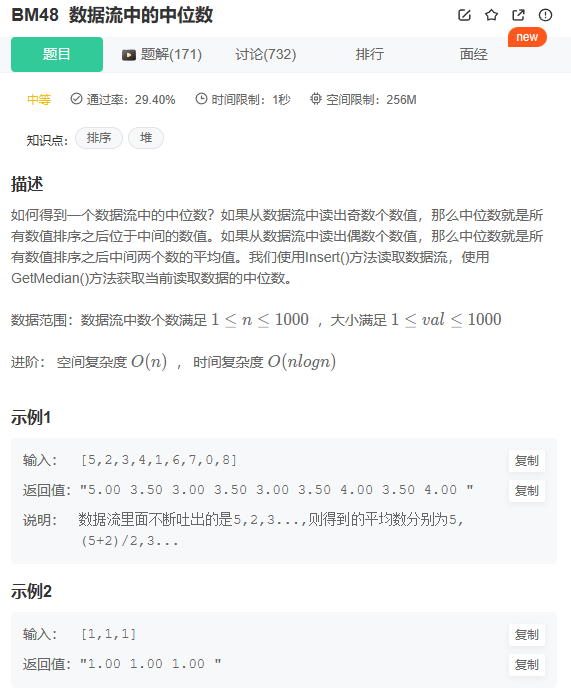 BM48 数据流中的中位数
new
题目 题解(171) 讨论(732) 排行 面经
中等 通过率：29.40% 时间限制：1秒 空间限制：256M
知识点： 排序 堆
描述
如何得到一个数据流中的中位数？如果从数据流中读出奇数个数值，那么中位数就是所
有数值排序之后位于中间的数值。如果从数据流中读出偶数个数值，那么中位数就是所
有数值排序之后中间两个数的平均值。我们使用Insert()方法读取数据流，使用
GetMedian()方法获取当前读取数据的中位数。
数据范围：数据流中数个数满足 1 ≤ n ≤ 1000 ，大小满足 1 ≤ val ≤ 1000
进阶： 空间复杂度 O(n) ， 时间复杂度 O(nlogn)
示例1
输入： [5,2,3,4,1,6,7,0,8] 复制
返回值： "5.00 3.50 3.00 3.50 3.00 3.50 4.00 3.50 4.00 " 复制
说明： 数据流里面不断吐出的是5,2,3...,则得到的平均数分别为5,
(5+2)/2,3...
示例2
输入： [1,1,1] 复制
返回值： "1.00 1.00 1.00 " 复制